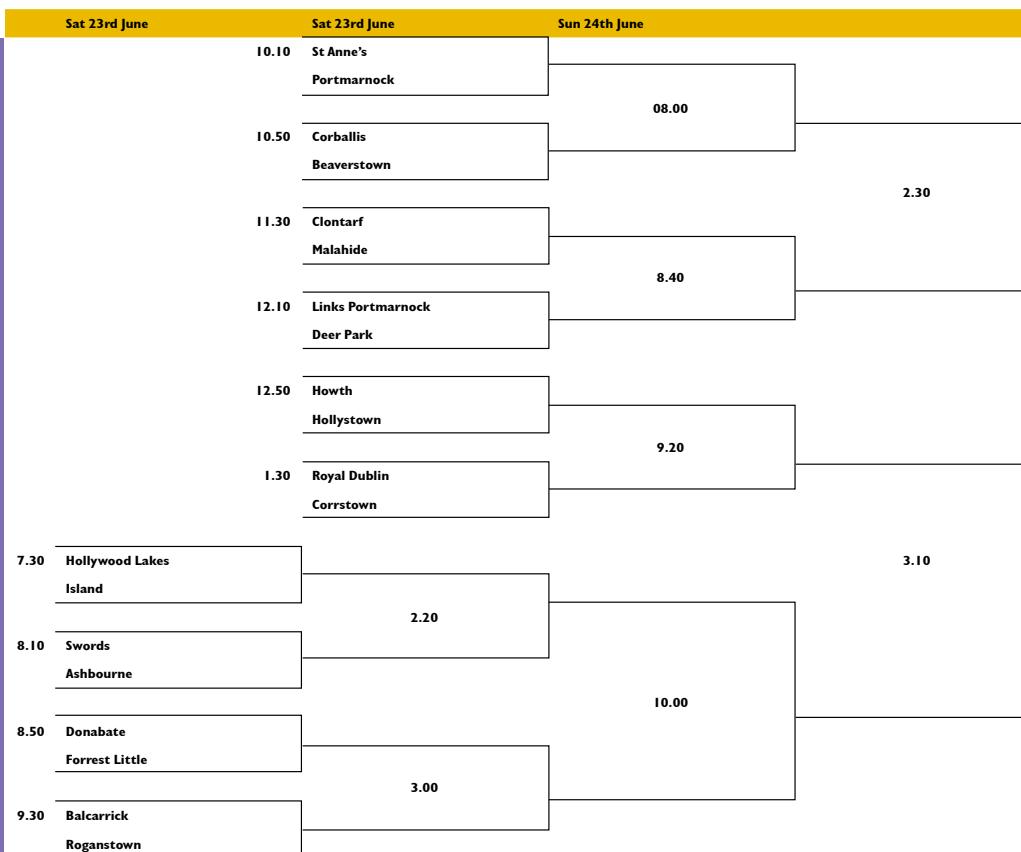 Sat 23rd June Sat 23rd June Sun 24th June
10.10 St Anne's
Portmarnock
08.00
10.50 Corballis
Beaverstown
2.30
11.30 Clontarf
Malahide
8.40
12.10 Links Portmarnock
Deer Park
12.50 Howth
Hollystown
9.20
1.30 Royal Dublin
Corrstown
7.30 Hollywood Lakes 3.10
Island
2.20
8.10 Swords
Ashbourne
10.00
8.50 Donabate
Forrest Little
3.00
9.30 Balcarrick
Roganstown